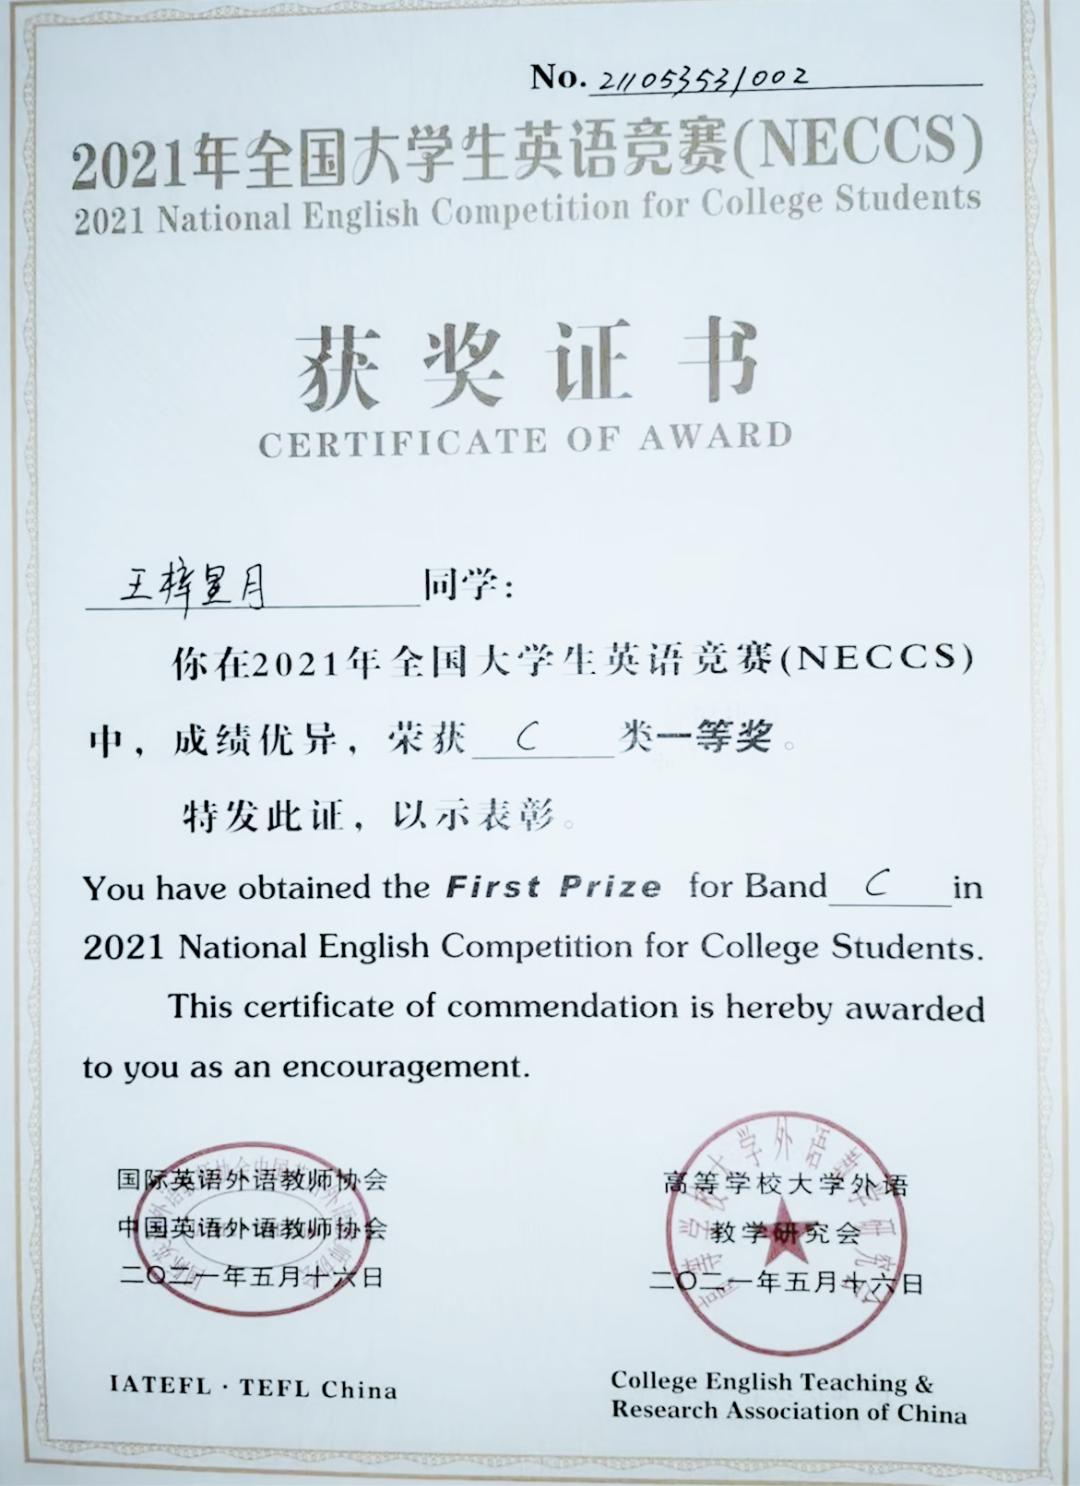 No. 21105353/002
2021年全国大学生英语竞赛(NECCS)
2021 National English Competition for College Students
获奖证书
CERTIFICATE OF AWARD
王梓星月 同学:
你在2021年全国大学生英语竞赛(NECCS)
中，成绩优异，荣获 C 类一等奖。
特发此证，以示表彰。
You have obtained the First Prize for Band C in
2021 National English Competition for College Students.
This certificate of commendation is hereby awarded
to you as an encouragement.
国际英语外语教师协会
中国英语外语教师协会
二〇二一年五月十六日
IATEFL · TEFL China
高等学校大学外语
教学研究会
二〇二一年五月十六日
College English Teaching &
Research Association of China